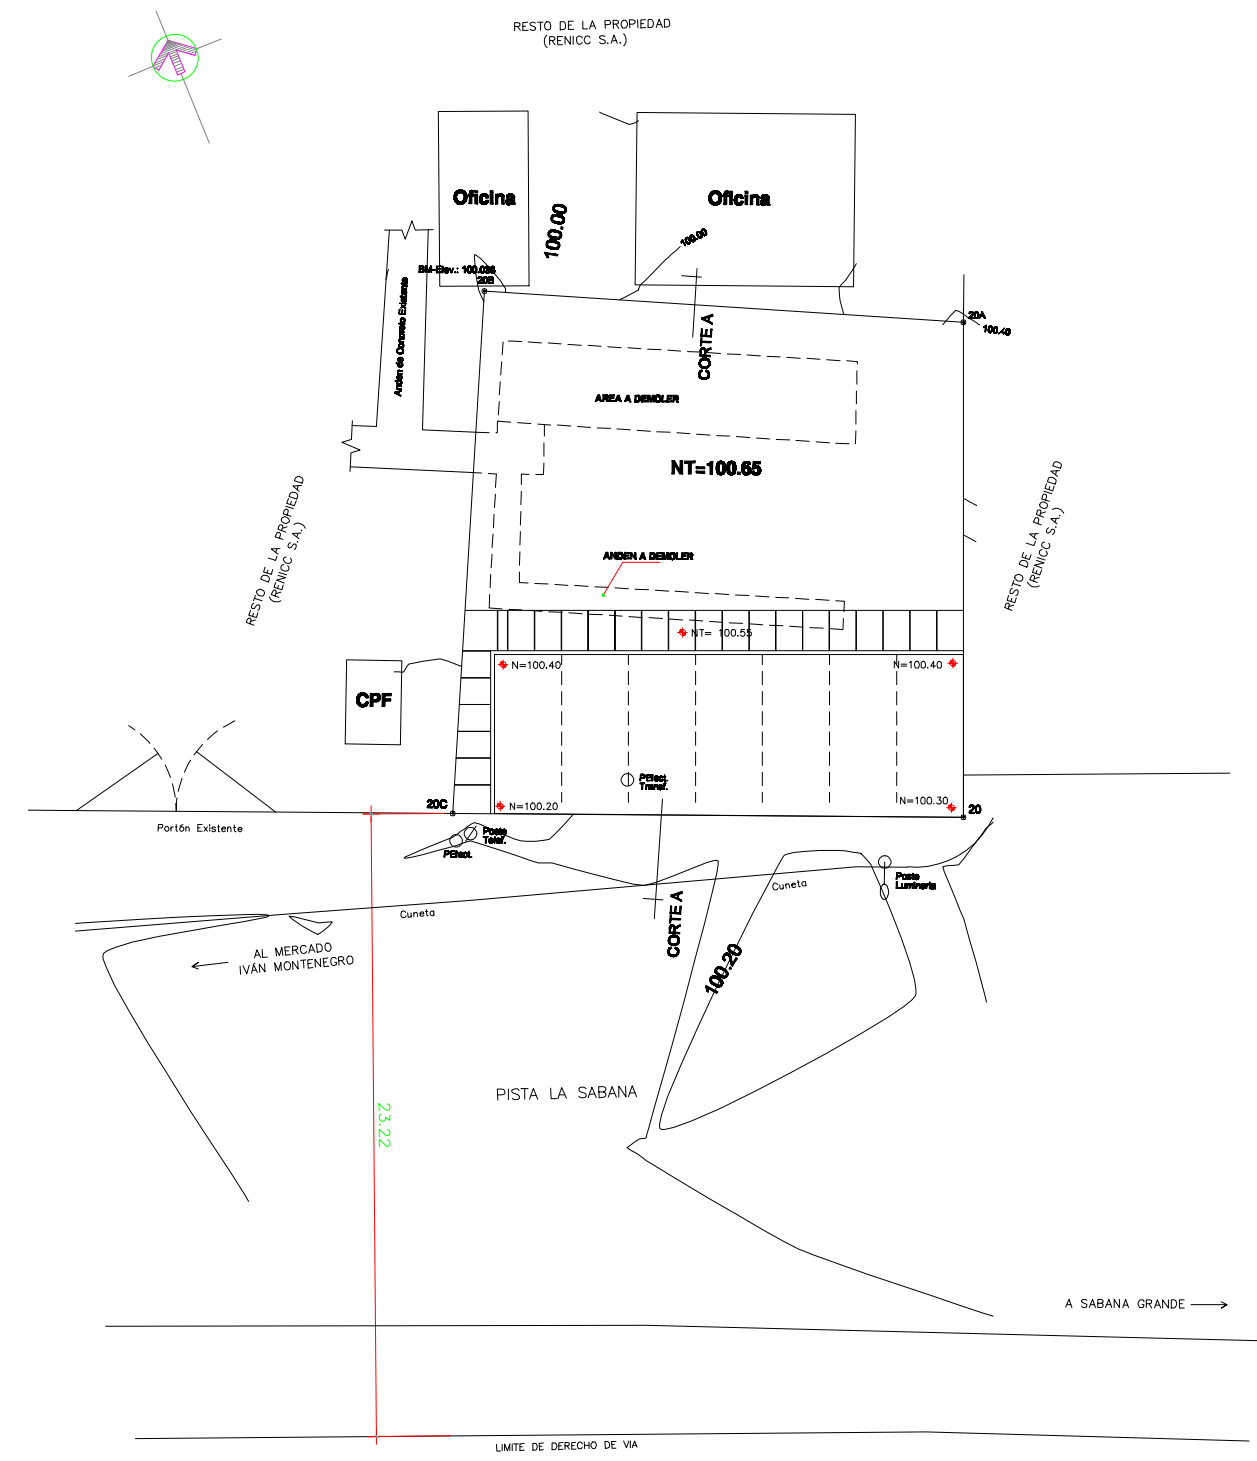 RESTO DE LA PROPIEDAD
(RENICC S.A.)
Oficina
100.00
Oficina
100.00
BM-Elev.: 100.036
20B
20A
100.40
Anden de Concreto Existente
CORTE A
AREA A DEMOLER
NT=100.65
RESTO DE LA PROPIEDAD
(RENICC S.A.)
RESTO DE LA PROPIEDAD
(RENICC S.A.)
ANDEN A DEMOLER
NT= 100.55
N=100.40
N=100.40
CPF
PElect.
Transf.
N=100.20
N=100.30
20C
20
Portón Existente
Poste
Telef.
PElect.
Poste
Luminaria
Cuneta
Cuneta
CORTE A
100.20
AL MERCADO
IVÁN MONTENEGRO
PISTA LA SABANA
23.22
A SABANA GRANDE
LIMITE DE DERECHO DE VIA